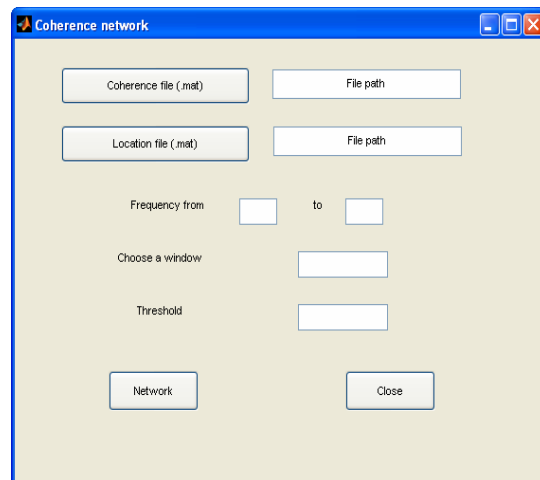 Coherence network
Coherence file (.mat) File path
Location file (.mat) File path
Frequency from to
Choose a window
Threshold
Network Close